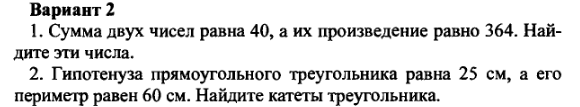 Вариант 2
1. Сумма двух чисел равна 40, а их произведение равно 364. Най-
дите эти числа.
2. Гипотенуза прямоугольного треугольника равна 25 см, а его
периметр равен 60 см. Найдите катеты треугольника.